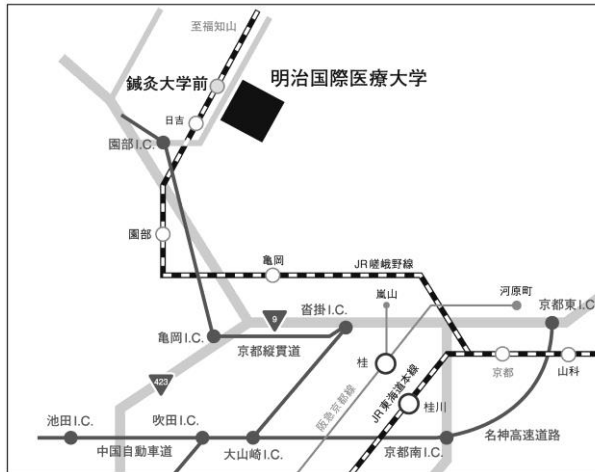 至福知山
鍼灸大学前
明治国際医療大学
日吉
園部I.C.
園部
亀岡
JR嵯峨野線
嵐山
河原町
沓掛I.C.
京都東I.C.
9
亀岡I.C.
京都縦貫道
桂
京都
山科
423
阪急京都線
JR東海道本線
桂川
池田I.C.
吹田I.C.
名神高速道路
中国自動車道
大山崎I.C.
京都南I.C.